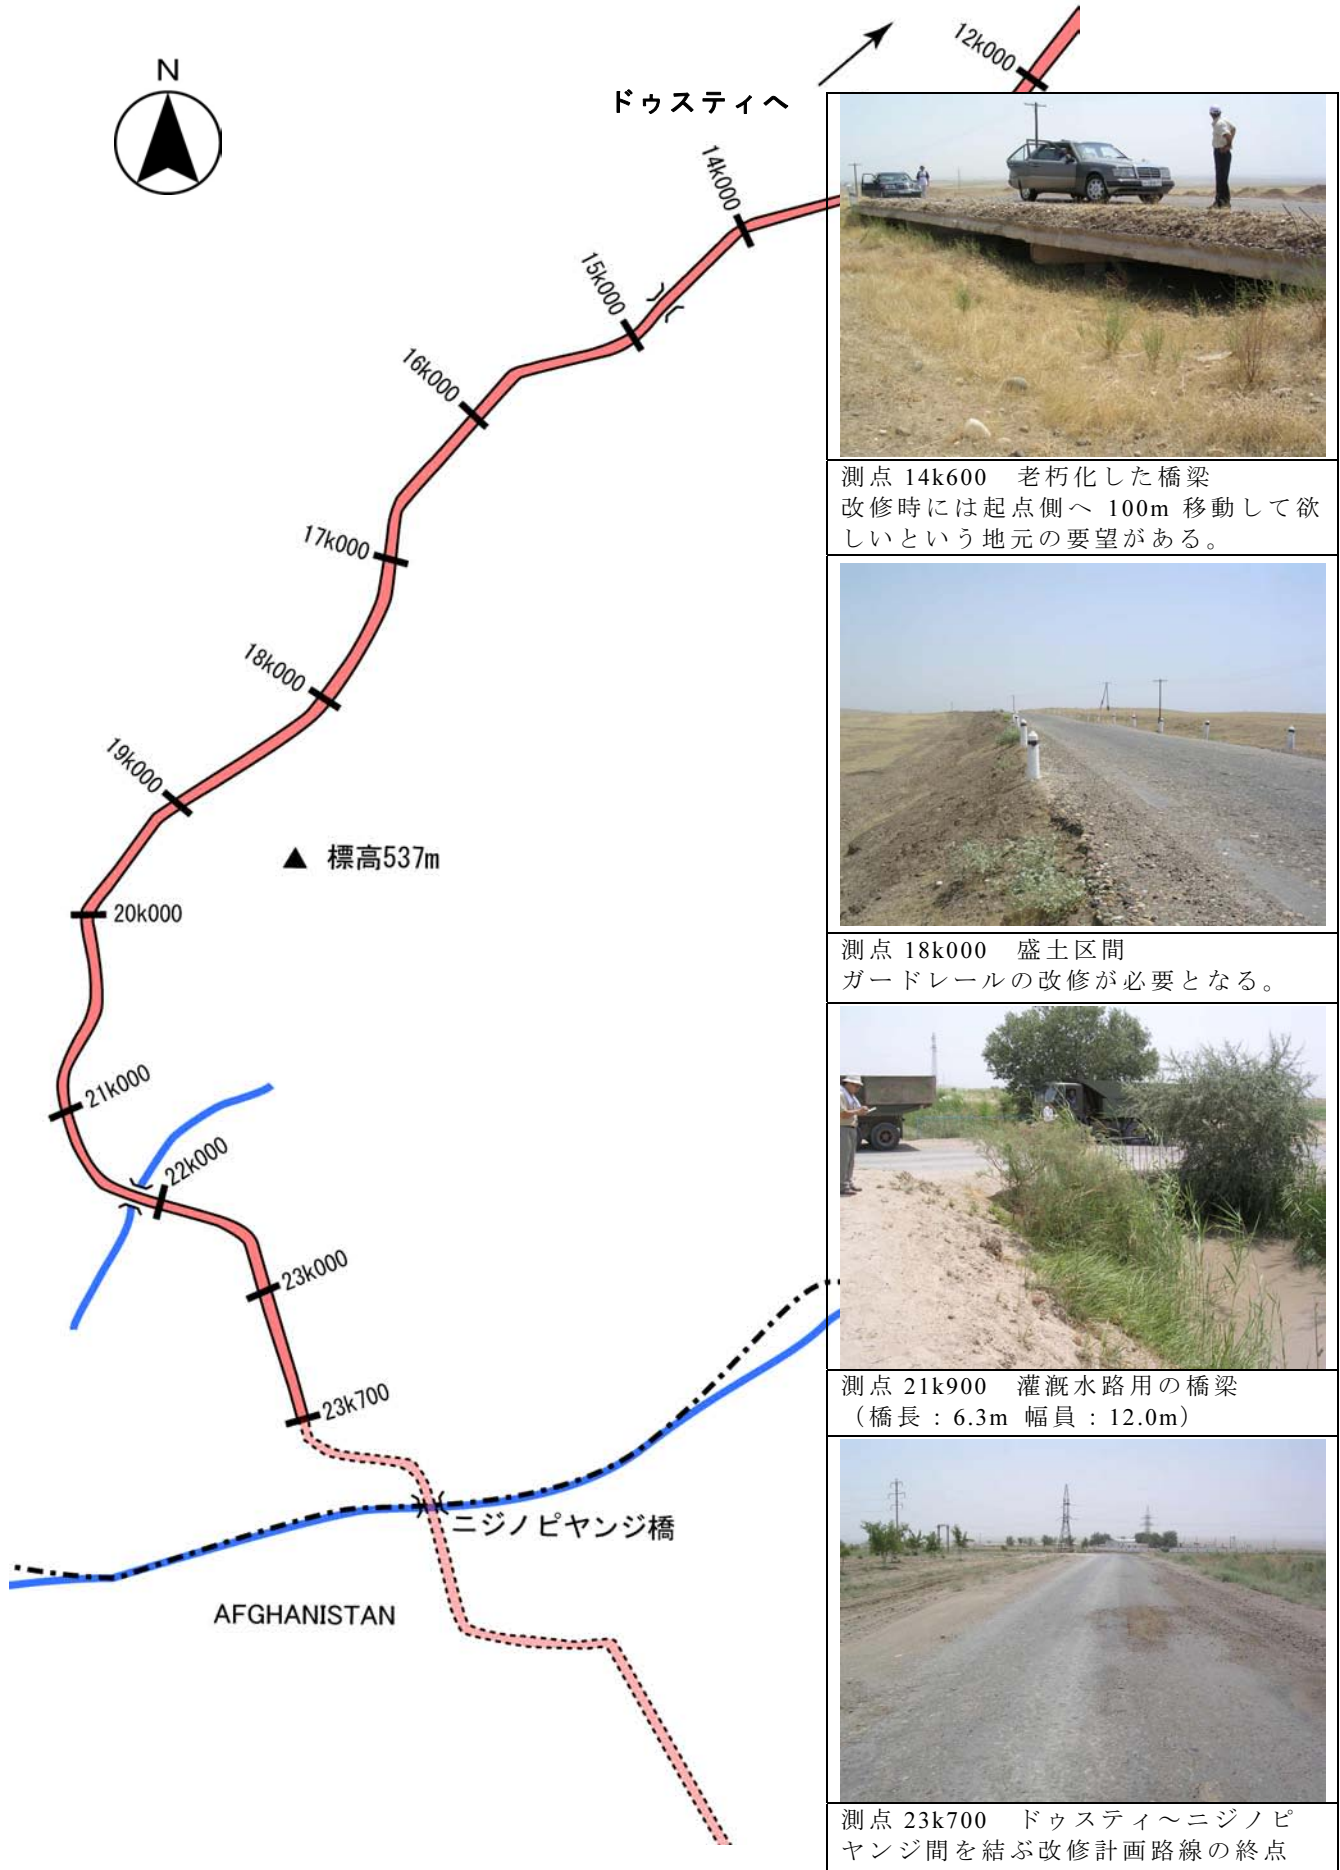 N
ドゥスティへ
12k000
14k000
15k000
16k000
17k000
18k000
19k000
▲ 標高537m
20k000
21k000
22k000
23k000
23k700
ニジノピヤンジ橋
AFGHANISTAN
測点 14k600 老朽化した橋梁
改修時には起点側へ 100m 移動して欲
しいという地元の要望がある。
測点 18k000 盛土区間
ガードレールの改修が必要となる。
測点 21k900 灌漑水路用の橋梁
(橋長：6.3m 幅員：12.0m)
測点 23k700 ドゥスティ～ニジノピ
ヤンジ間を結ぶ改修計画路線の終点